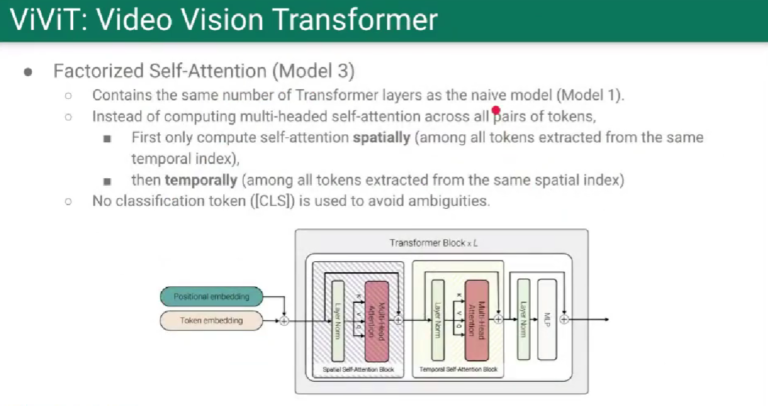 ViViT: Video Vision Transformer
Factorized Self-Attention (Model 3)
Contains the same number of Transformer layers as the naive model (Model 1).
Instead of computing multi-headed self-attention across all pairs of tokens,
First only compute self-attention spatially (among all tokens extracted from the same
temporal index),
then temporally (among all tokens extracted from the same spatial index)
No classification token ([CLS]) is used to avoid ambiguities.
Transformer Block x L
Positional embedding
Token embedding
Layer Norm
K
V
Q
Multi-Head
Attention
Spatial Self-Attention Block
Layer Norm
K
V
Q
Multi-Head
Attention
Temporal Self-Attention Block
Layer Norm
MLP